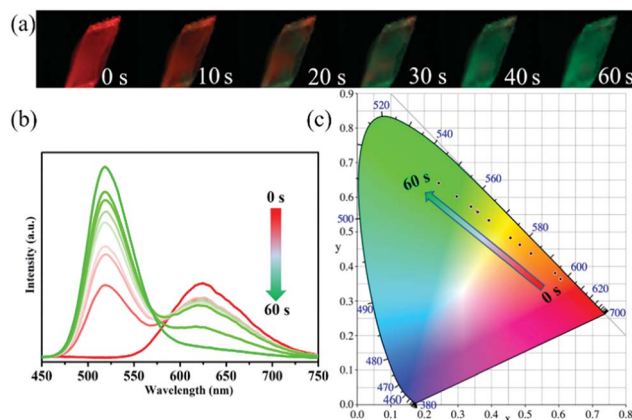 (a)
0 s 10 s 20 s 30 s 40 s 60 s
(b)
0 s
60 s
Intensity (a.u.)
450 500 550 600 650 700 750
Wavelength (nm)
(c)
0.9
0.8
0.7
0.6
0.5
y
0.4
0.3
0.2
0.1
0.0
0.0 0.1 0.2 0.3 0.4 0.5 0.6 0.7 0.8
x
520
540
560
580
600
620
700
500
490
480
470
460
380
60 s
0 s